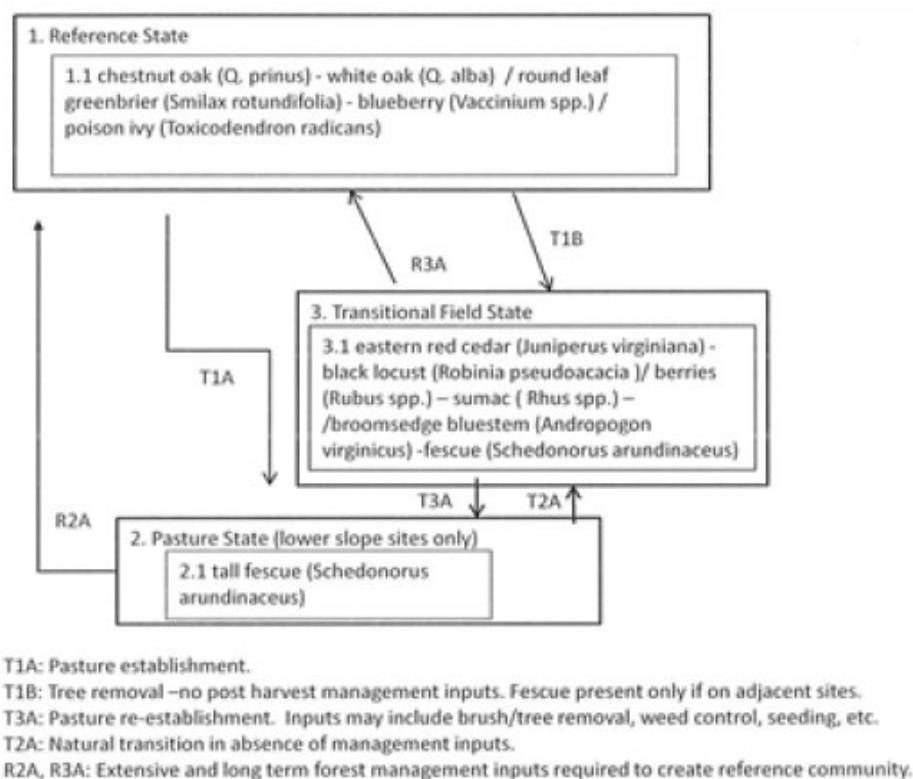 1. Reference State
1.1 chestnut oak (Q. prinus) - white oak (Q. alba) / round leaf
greenbrier (Smilax rotundifolia) - blueberry (Vaccinium spp.) /
poison ivy (Toxicodendron radicans)
T1B
R3A
3. Transitional Field State
3.1 eastern red cedar (Juniperus virginiana) -
black locust (Robinia pseudoacacia )/ berries
(Rubus spp.) – sumac ( Rhus spp.) –
/broomsedge bluestem (Andropogon
virginicus) -fescue (Schedonorus arundinaceus)
T1A
T3A
T2A
R2A
2. Pasture State (lower slope sites only)
2.1 tall fescue (Schedonorus
arundinaceus)
T1A: Pasture establishment.
T1B: Tree removal –no post harvest management inputs. Fescue present only if on adjacent sites.
T3A: Pasture re-establishment.  Inputs may include brush/tree removal, weed control, seeding, etc.
T2A: Natural transition in absence of management inputs.
R2A, R3A: Extensive and long term forest management inputs required to create reference community.